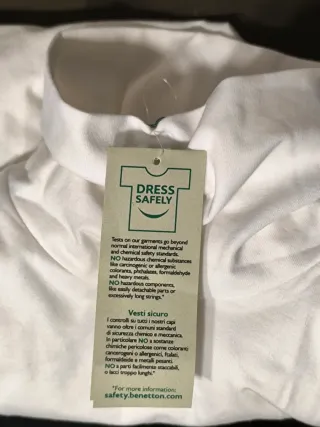 DRESS
SAFELY
Tests on our garments go beyond
normal international mechanical
and chemical safety standards.
NO hazardous chemical substances
like carcinogenic or allergenic
colorants, phthalates, formaldehyde
and heavy metals.
NO hazardous components,
like easily detachable parts or
excessively long strings.*
Vesti sicuro
I controlli su tutti i nostri capi
vanno oltre i comuni standard
di sicurezza chimica e meccanica.
In particolare NO a sostanze
chimiche pericolose come coloranti
cancerogeni o allergenici, ftalati,
formaldeide e metalli pesanti.
NO a parti facilmente staccabili,
o lacci troppo lunghi.*
*For more information:
safety.benetton.com